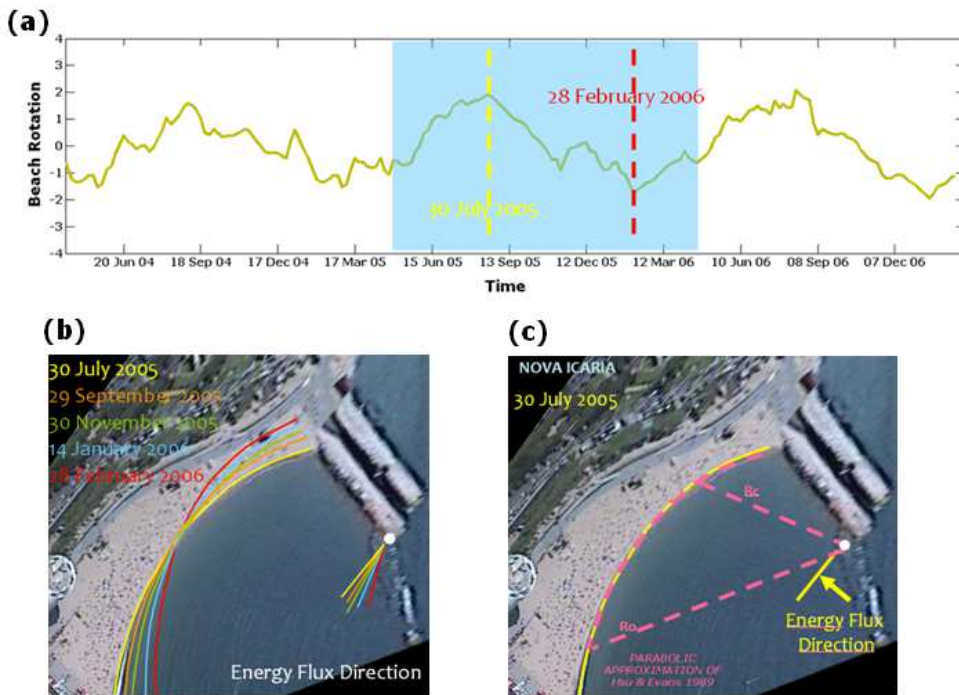 (a)
4
3
2
1
0
-1
-2
-3
-4
Beach Rotation
28 February 2006
30 July 2005
20 Jun 04 18 Sep 04 17 Dec 04 17 Mar 05 15 Jun 05 13 Sep 05 12 Dec 05 12 Mar 06 10 Jun 06 08 Sep 06 07 Dec 06
Time
(b)
30 July 2005
29 September 2005
30 November 2005
14 January 2006
28 February 2006
Energy Flux Direction
(c)
NOVA ICARIA
30 July 2005
Rc
Ro
Energy Flux
Direction
PARABOLIC
APPROXIMATION OF
Hsu & Evans 1989